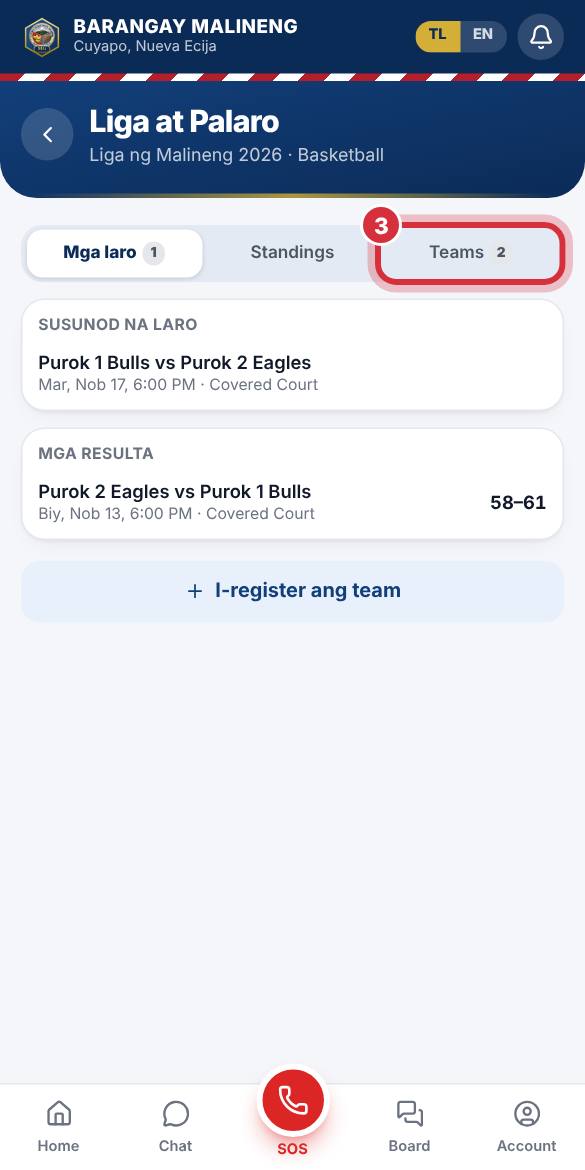 BARANGAY MALINENG
Cuyapo, Nueva Ecija
TL EN
Liga at Palaro
Liga ng Malineng 2026 · Basketball
3
Mga laro 1
Standings
Teams 2
SUSUNOD NA LARO
Purok 1 Bulls vs Purok 2 Eagles
Mar, Nob 17, 6:00 PM · Covered Court
MGA RESULTA
Purok 2 Eagles vs Purok 1 Bulls
58–61
Biy, Nob 13, 6:00 PM · Covered Court
+ I-register ang team
Home
Chat
SOS
Board
Account